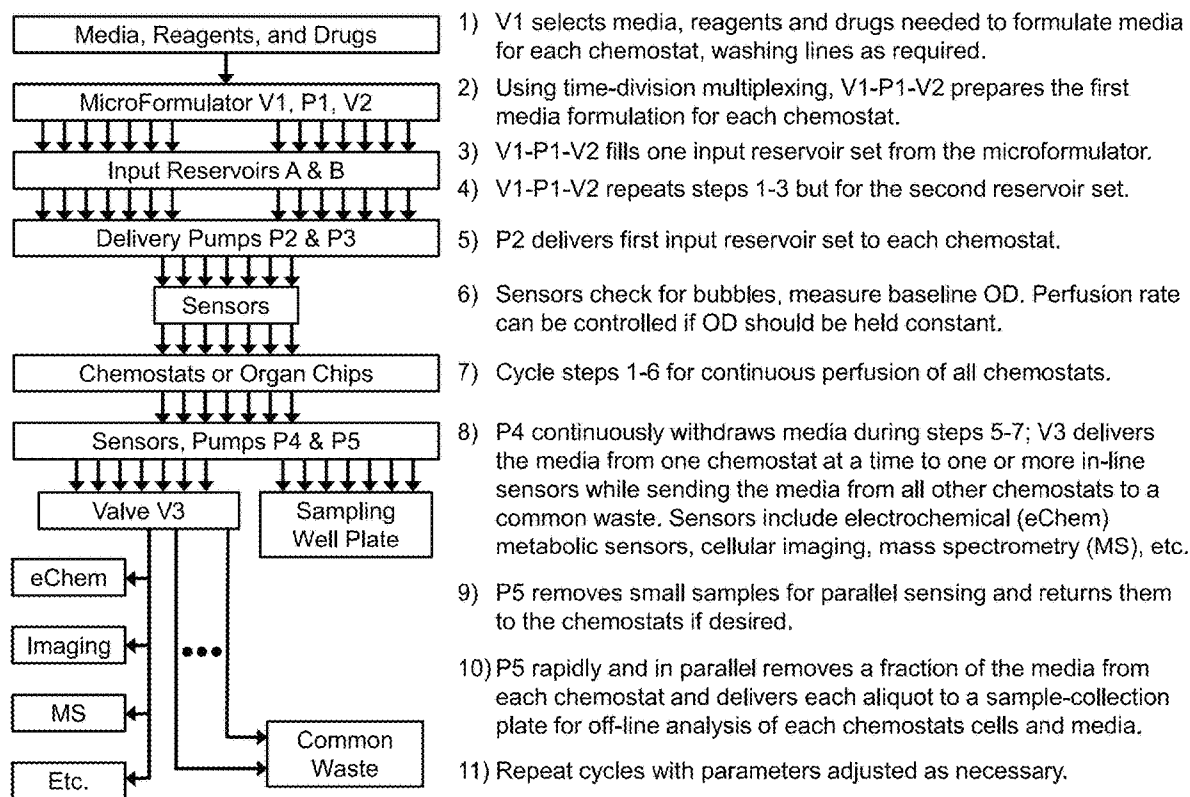 Media, Reagents, and Drugs
MicroFormulator V1, P1, V2
Input Reservoirs A & B
Delivery Pumps P2 & P3
Sensors
Chemostats or Organ Chips
Sensors, Pumps P4 & P5
Valve V3
Sampling
Well Plate
eChem
Imaging
MS
Etc.
Common
Waste
1) V1 selects media, reagents and drugs needed to formulate media
for each chemostat, washing lines as required.
2) Using time-division multiplexing, V1-P1-V2 prepares the first
media formulation for each chemostat.
3) V1-P1-V2 fills one input reservoir set from the microformulator.
4) V1-P1-V2 repeats steps 1-3 but for the second reservoir set.
5) P2 delivers first input reservoir set to each chemostat.
6) Sensors check for bubbles, measure baseline OD. Perfusion rate
can be controlled if OD should be held constant.
7) Cycle steps 1-6 for continuous perfusion of all chemostats.
8) P4 continuously withdraws media during steps 5-7; V3 delivers
the media from one chemostat at a time to one or more in-line
sensors while sending the media from all other chemostats to a
common waste. Sensors include electrochemical (eChem)
metabolic sensors, cellular imaging, mass spectrometry (MS), etc.
9) P5 removes small samples for parallel sensing and returns them
to the chemostats if desired.
10) P5 rapidly and in parallel removes a fraction of the media from
each chemostat and delivers each aliquot to a sample-collection
plate for off-line analysis of each chemostats cells and media.
11) Repeat cycles with parameters adjusted as necessary.